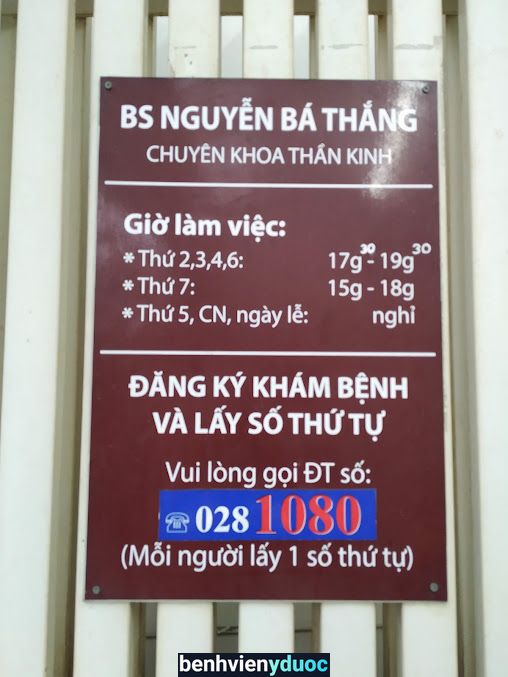 BS NGUYỄN BÁ THẮNG
CHUYÊN KHOA THẦN KINH
Giờ làm việc:
* Thứ 2,3,4,6: 17g30 - 19g30
* Thứ 7: 15g - 18g
* Thứ 5, CN, ngày lễ: nghỉ
ĐĂNG KÝ KHÁM BỆNH
VÀ LẤY SỐ THỨ TỰ
Vui lòng gọi ĐT số:
☎ 028 1080
(Mỗi người lấy 1 số thứ tự)
benhvienyduoc